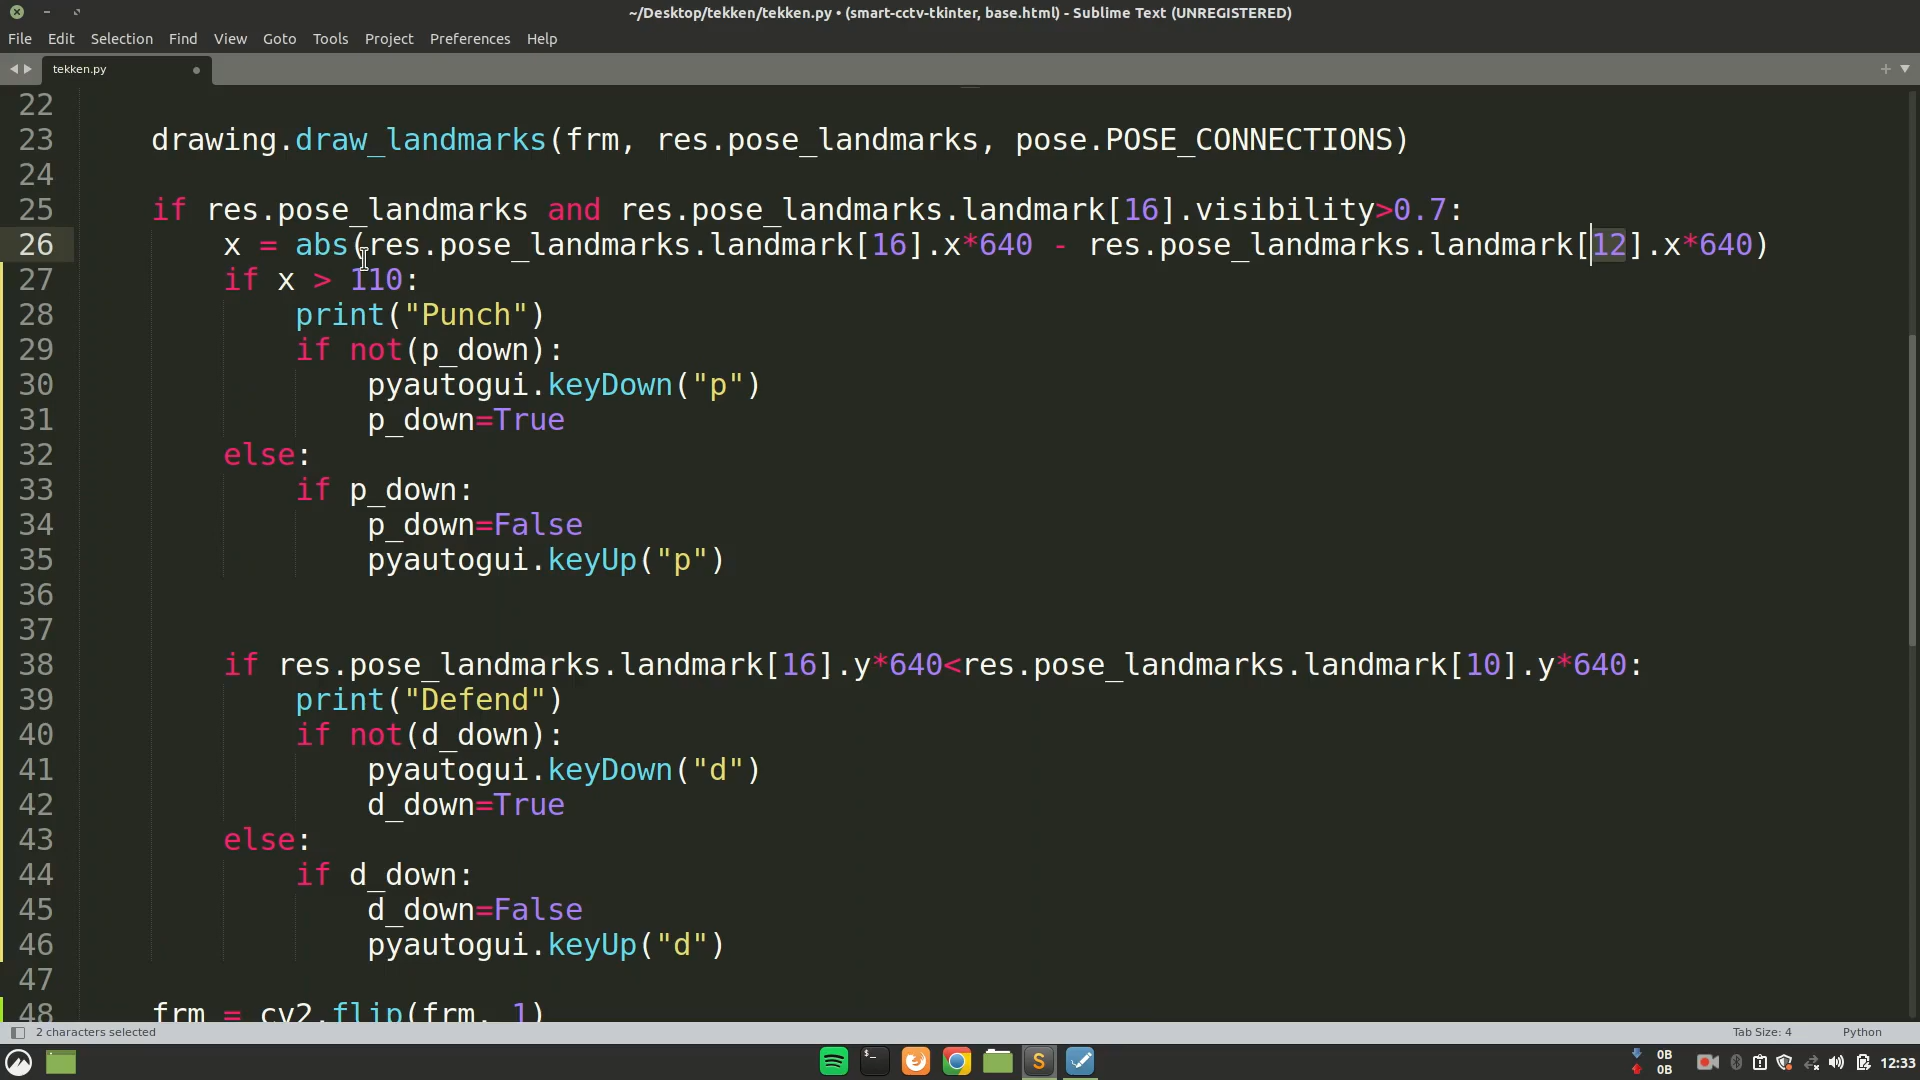 ~/Desktop/tekken/tekken.py • (smart-cctv-tkinter, base.html) - Sublime Text (UNREGISTERED)
File Edit Selection Find View Goto Tools Project Preferences Help
tekken.py
22
23 drawing.draw_landmarks(frm, res.pose_landmarks, pose.POSE_CONNECTIONS)
24
25 if res.pose_landmarks and res.pose_landmarks.landmark[16].visibility>0.7:
26 x = abs(res.pose_landmarks.landmark[16].x*640 - res.pose_landmarks.landmark[12].x*640)
27 if x > 110:
28 print("Punch")
29 if not(p_down):
30 pyautogui.keyDown("p")
31 p_down=True
32 else:
33 if p_down:
34 p_down=False
35 pyautogui.keyUp("p")
36
37
38 if res.pose_landmarks.landmark[16].y*640<res.pose_landmarks.landmark[10].y*640:
39 print("Defend")
40 if not(d_down):
41 pyautogui.keyDown("d")
42 d_down=True
43 else:
44 if d_down:
45 d_down=False
46 pyautogui.keyUp("d")
47
48 frm = cv2.flip(frm, 1)
2 characters selected Tab Size: 4 Python
0B
0B
12:33